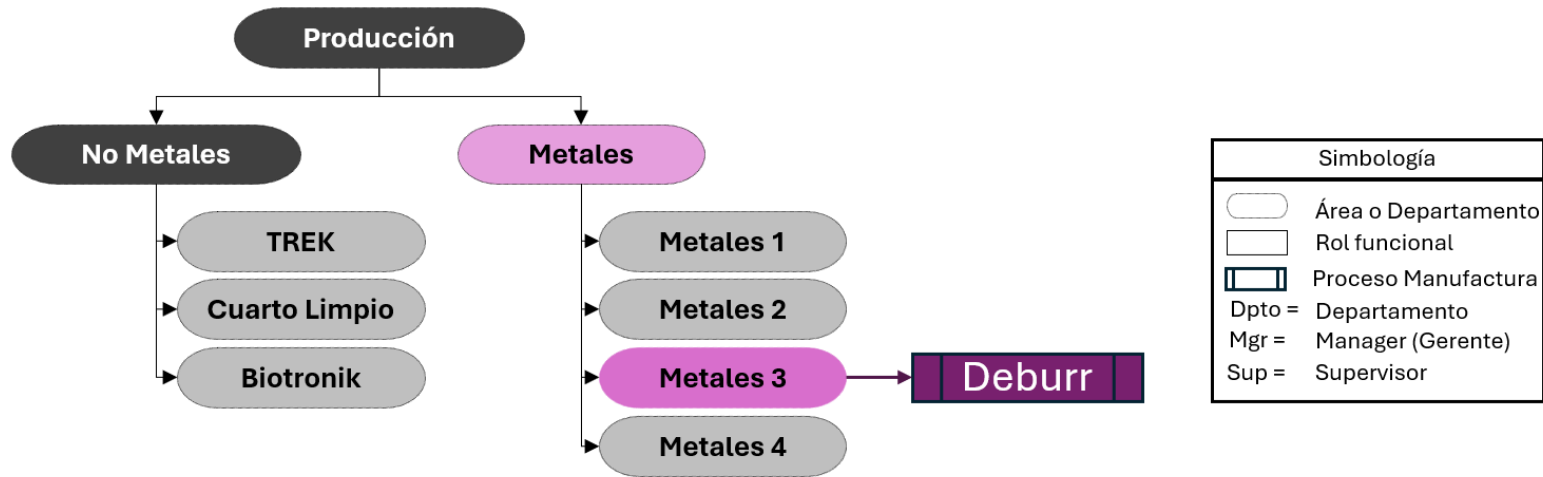 Producción
No Metales
Metales
TREK
Cuarto Limpio
Biotronik
Metales 1
Metales 2
Metales 3
Metales 4
Deburr
Simbología
Área o Departamento
Rol funcional
Proceso Manufactura
Dpto = Departamento
Mgr = Manager (Gerente)
Sup = Supervisor